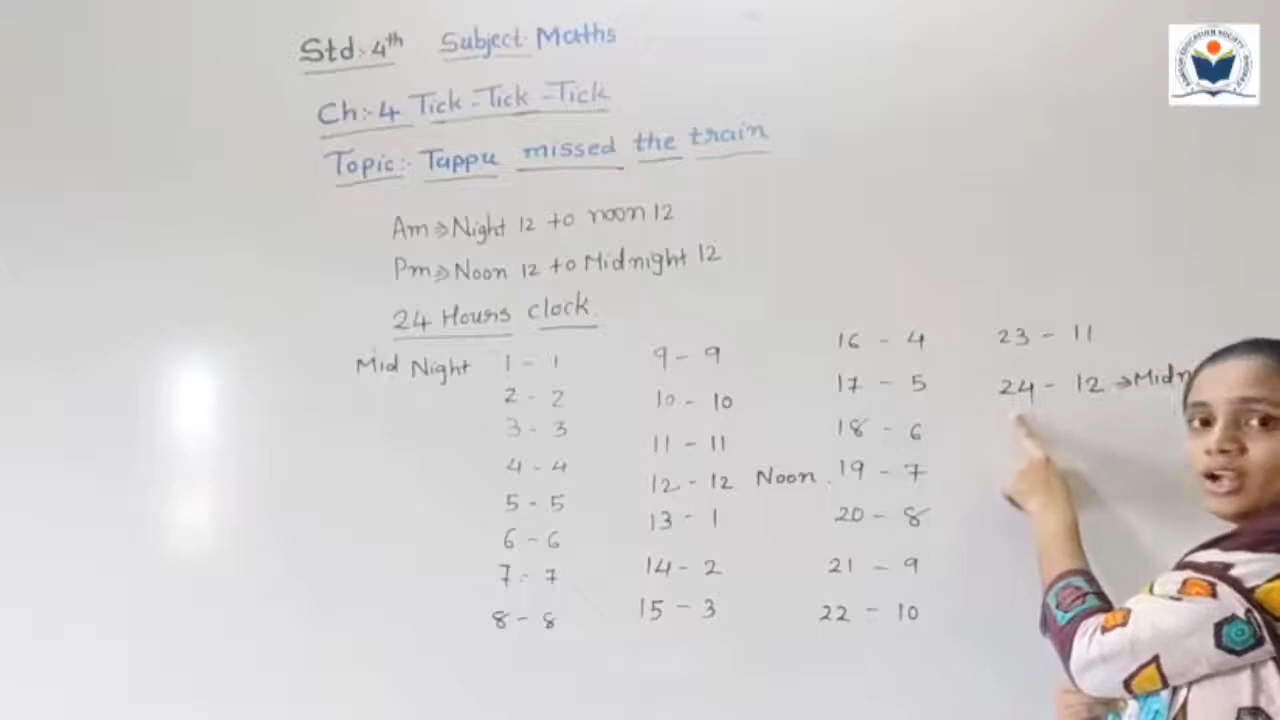 Std:- 4th Subject:- Maths
Ch:- 4 Tick-Tick-Tick
Topic:- Tappu missed the train
Am ⇒ Night 12 to noon 12
Pm ⇒ Noon 12 to Midnight 12
24 Hours clock
Mid Night 1 - 1
2 - 2
3 - 3
4 - 4
5 - 5
6 - 6
7 - 7
8 - 8
9 - 9
10 - 10
11 - 11
12 - 12 Noon
13 - 1
14 - 2
15 - 3
16 - 4
17 - 5
18 - 6
19 - 7
20 - 8
21 - 9
22 - 10
23 - 11
24 - 12 ⇒ Midn
EDUCATION SOCIETY